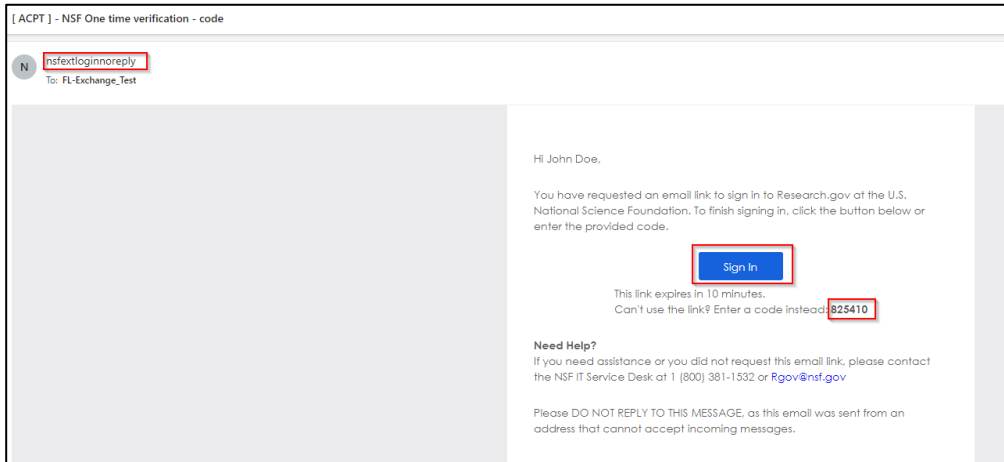 [ ACPT ] - NSF One time verification - code
N
nsfextloginnoreply
To: FL-Exchange_Test
Hi John Doe,
You have requested an email link to sign in to Research.gov at the U.S.
National Science Foundation. To finish signing in, click the button below or
enter the provided code.
Sign In
This link expires in 10 minutes.
Can't use the link? Enter a code instead: 825410
Need Help?
If you need assistance or you did not request this email link, please contact
the NSF IT Service Desk at 1 (800) 381-1532 or Rgov@nsf.gov
Please DO NOT REPLY TO THIS MESSAGE, as this email was sent from an
address that cannot accept incoming messages.